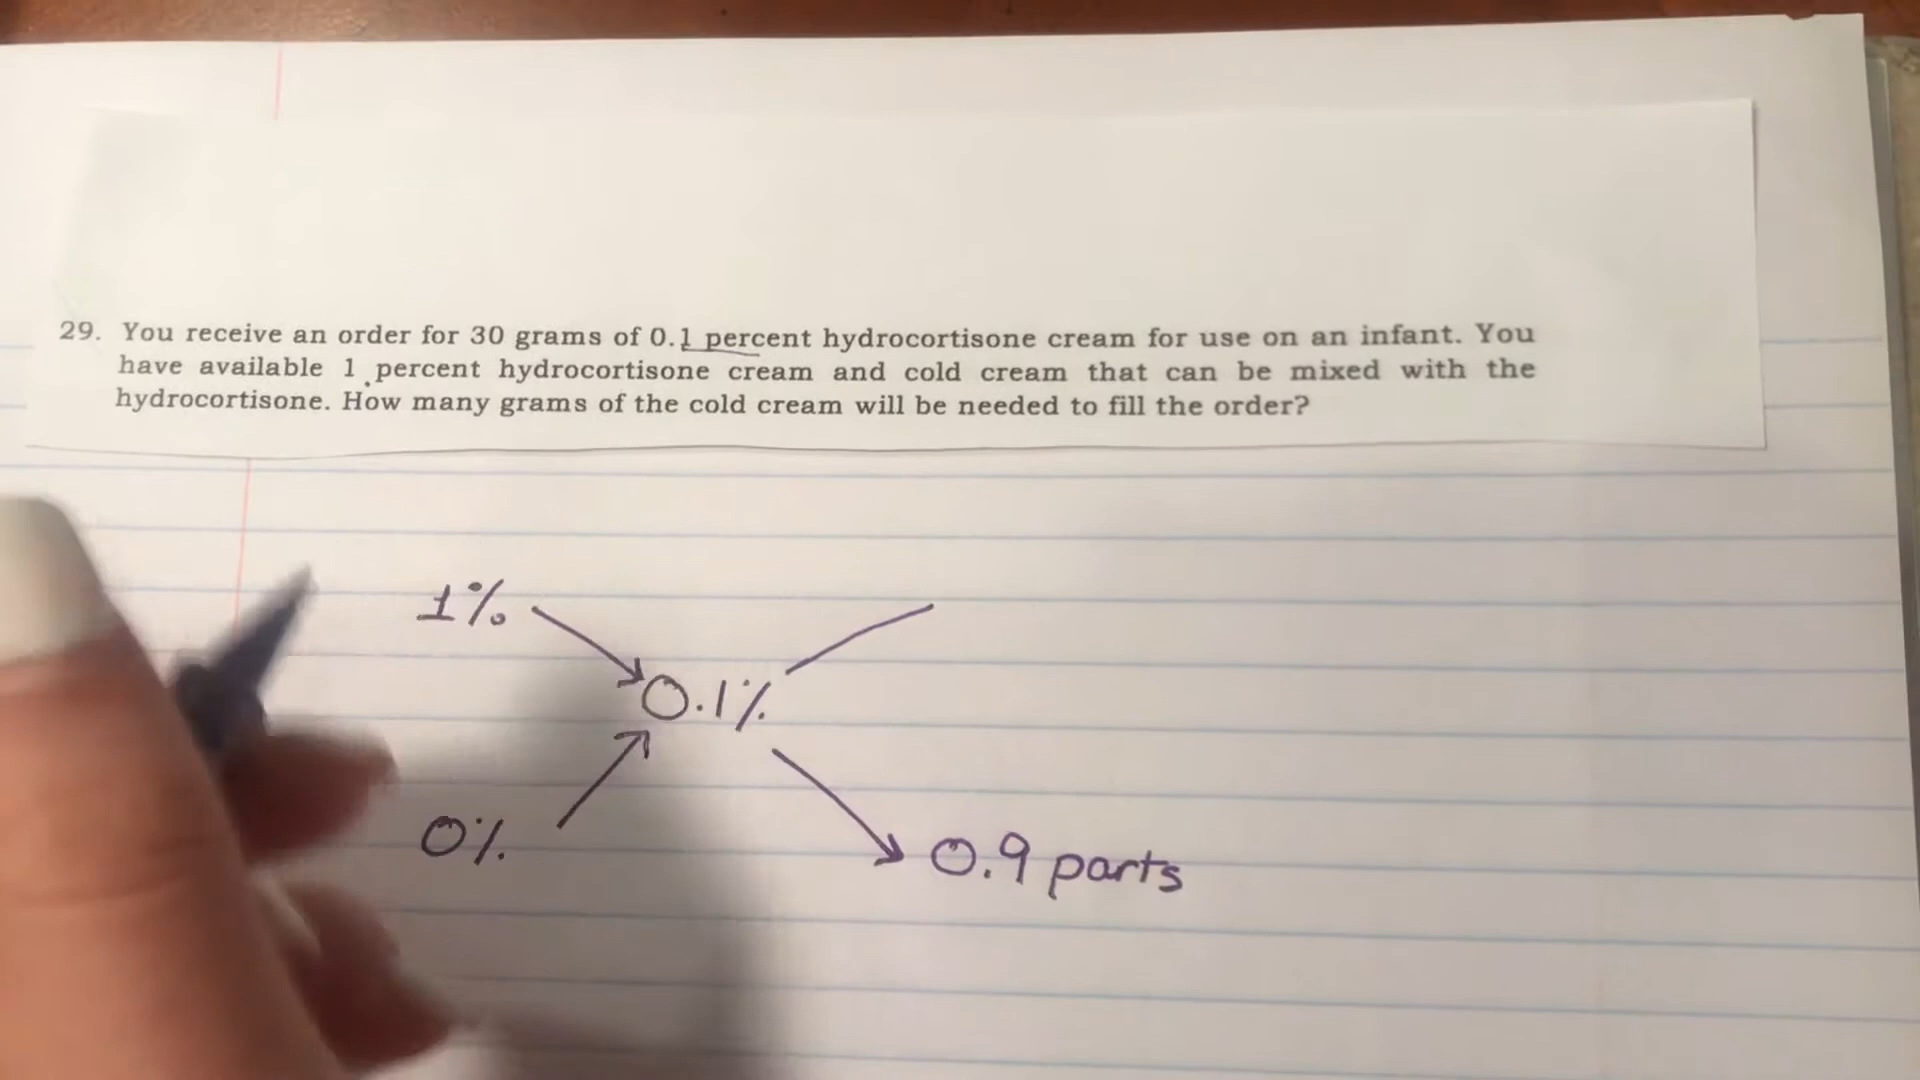 29. You receive an order for 30 grams of 0.1 percent hydrocortisone cream for use on an infant. You
have available 1 percent hydrocortisone cream and cold cream that can be mixed with the
hydrocortisone. How many grams of the cold cream will be needed to fill the order?
1%
0.1%
0%
0.9 parts